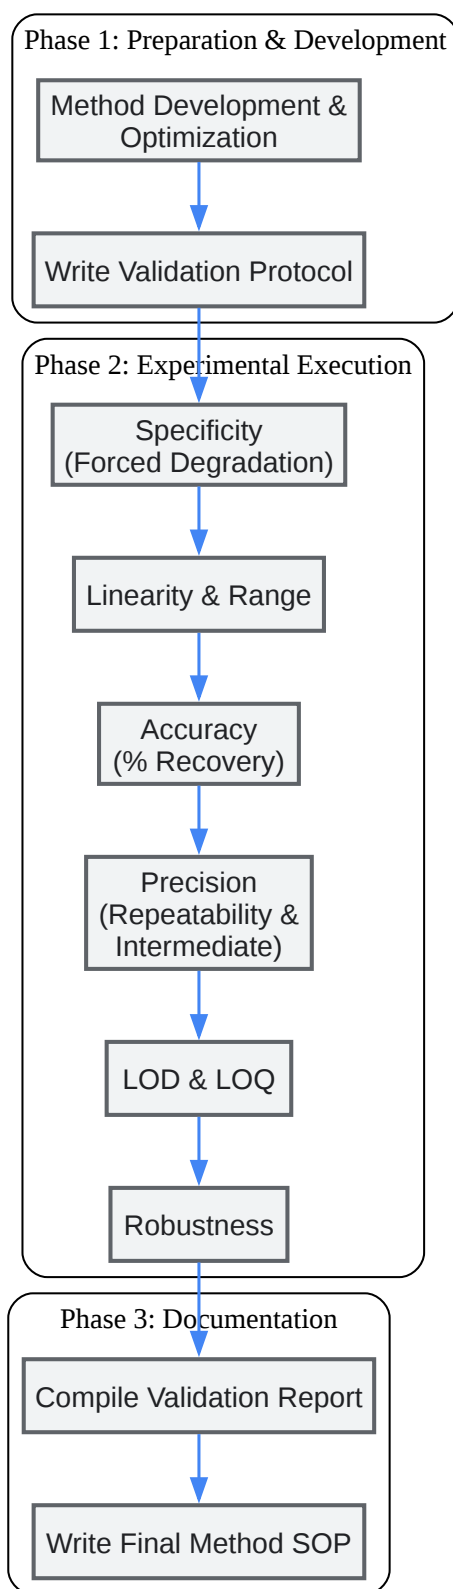 Phase 1: Preparation & Development
Method Development &
Optimization
Write Validation Protocol
Phase 2: Experimental Execution
Specificity
(Forced Degradation)
Linearity & Range
Accuracy
(% Recovery)
Precision
(Repeatability &
Intermediate)
LOD & LOQ
Robustness
Phase 3: Documentation
Compile Validation Report
Write Final Method SOP